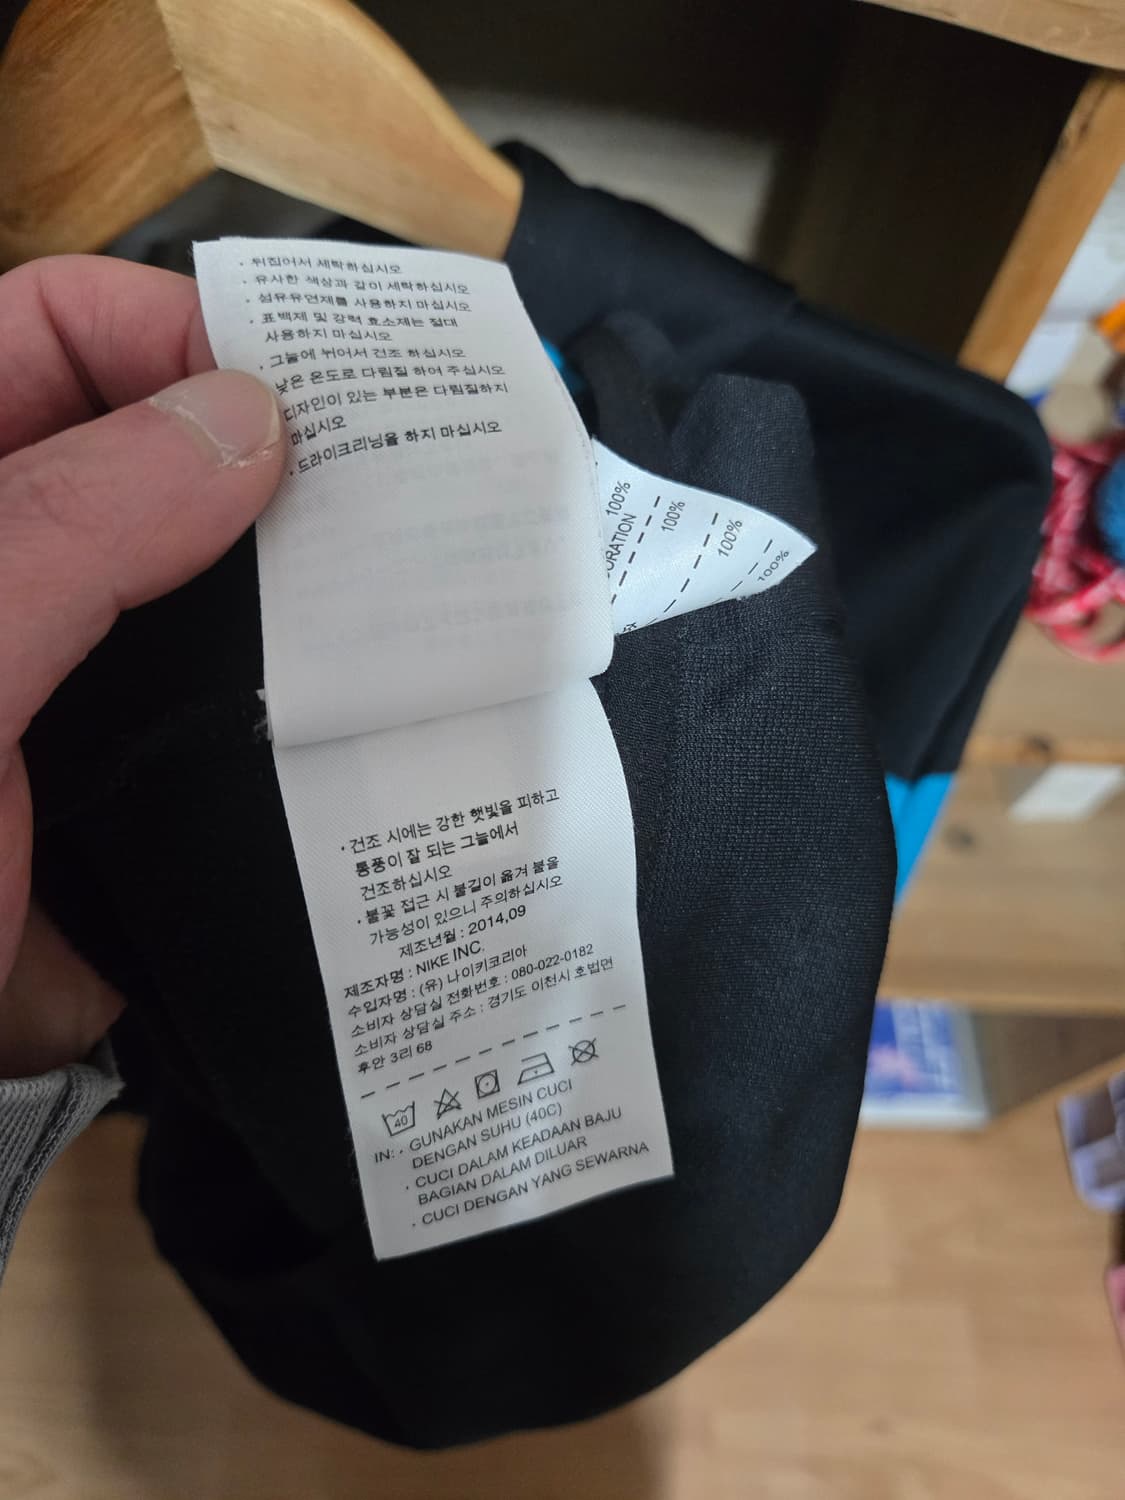 · 뒤집어서 세탁하십시오
· 유사한 색상과 같이 세탁하십시오
· 섬유유연제를 사용하지 마십시오
· 표백제 및 강력 효소제는 절대
사용하지 마십시오
· 그늘에 뉘어서 건조 하십시오
낮은 온도로 다림질 하여 주십시오
디자인이 있는 부분은 다림질하지
마십시오
· 드라이크리닝을 하지 마십시오
100%
ORATION
100%
100%
100%
· 건조 시에는 강한 햇빛을 피하고
통풍이 잘 되는 그늘에서
건조하십시오
· 불꽃 접근 시 불길이 옮겨 붙을
가능성이 있으니 주의하십시오
제조년월 : 2014,09
제조자명 : NIKE INC.
수입자명 : (유) 나이키코리아
소비자 상담실 전화번호 : 080-022-0182
소비자 상담실 주소 : 경기도 이천시 호법면
후안 3리 68
40
IN: · GUNAKAN MESIN CUCI
DENGAN SUHU (40C)
· CUCI DALAM KEADAAN BAJU
BAGIAN DALAM DILUAR
· CUCI DENGAN YANG SEWARNA